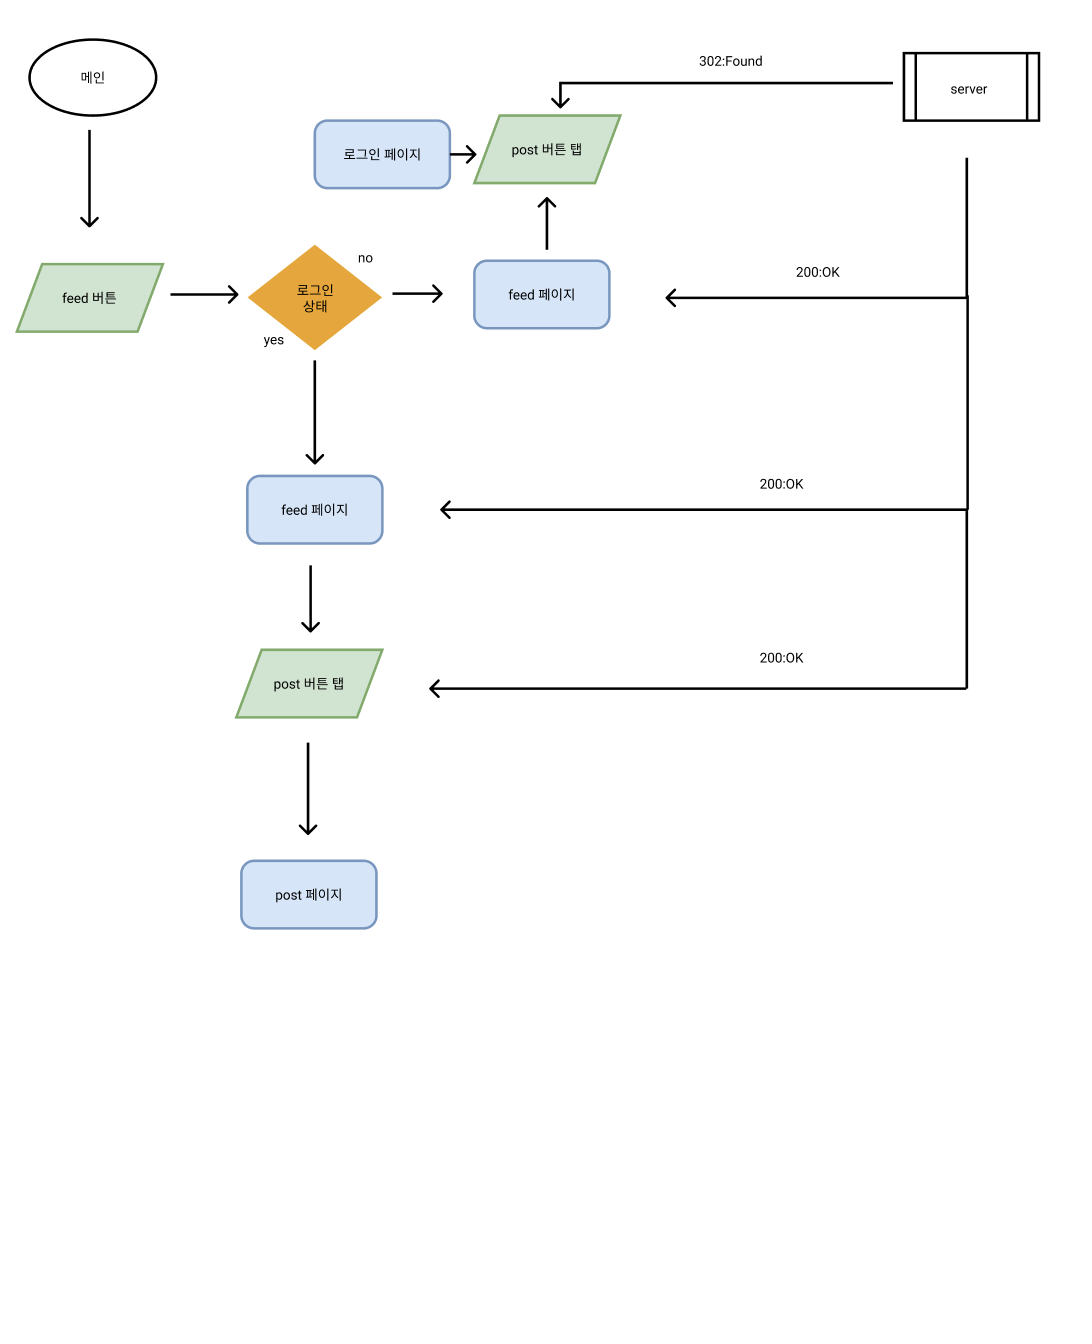 메인
302:Found
server
로그인 페이지
post 버튼 탭
no
feed 버튼
로그인
상태
feed 페이지
200:OK
yes
feed 페이지
200:OK
post 버튼 탭
200:OK
post 페이지